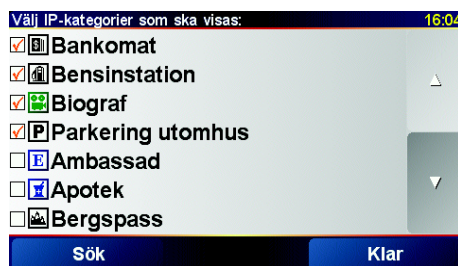 Välj IP-kategorier som ska visas: 16:04
Bankomat
Bensinstation
Biograf
P Parkering utomhus
E Ambassad
Apotek
Bergspass
Sök Klar